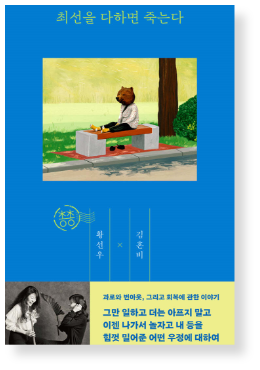 최선을 다하면 죽는다
총총
황선우
×
김혼비
과로와 번아웃, 그리고 회복에 관한 이야기
그만 일하고 더는 아프지 말고
이젠 나가서 놀자고 내 등을
힘껏 밀어준 어떤 우정에 대하여